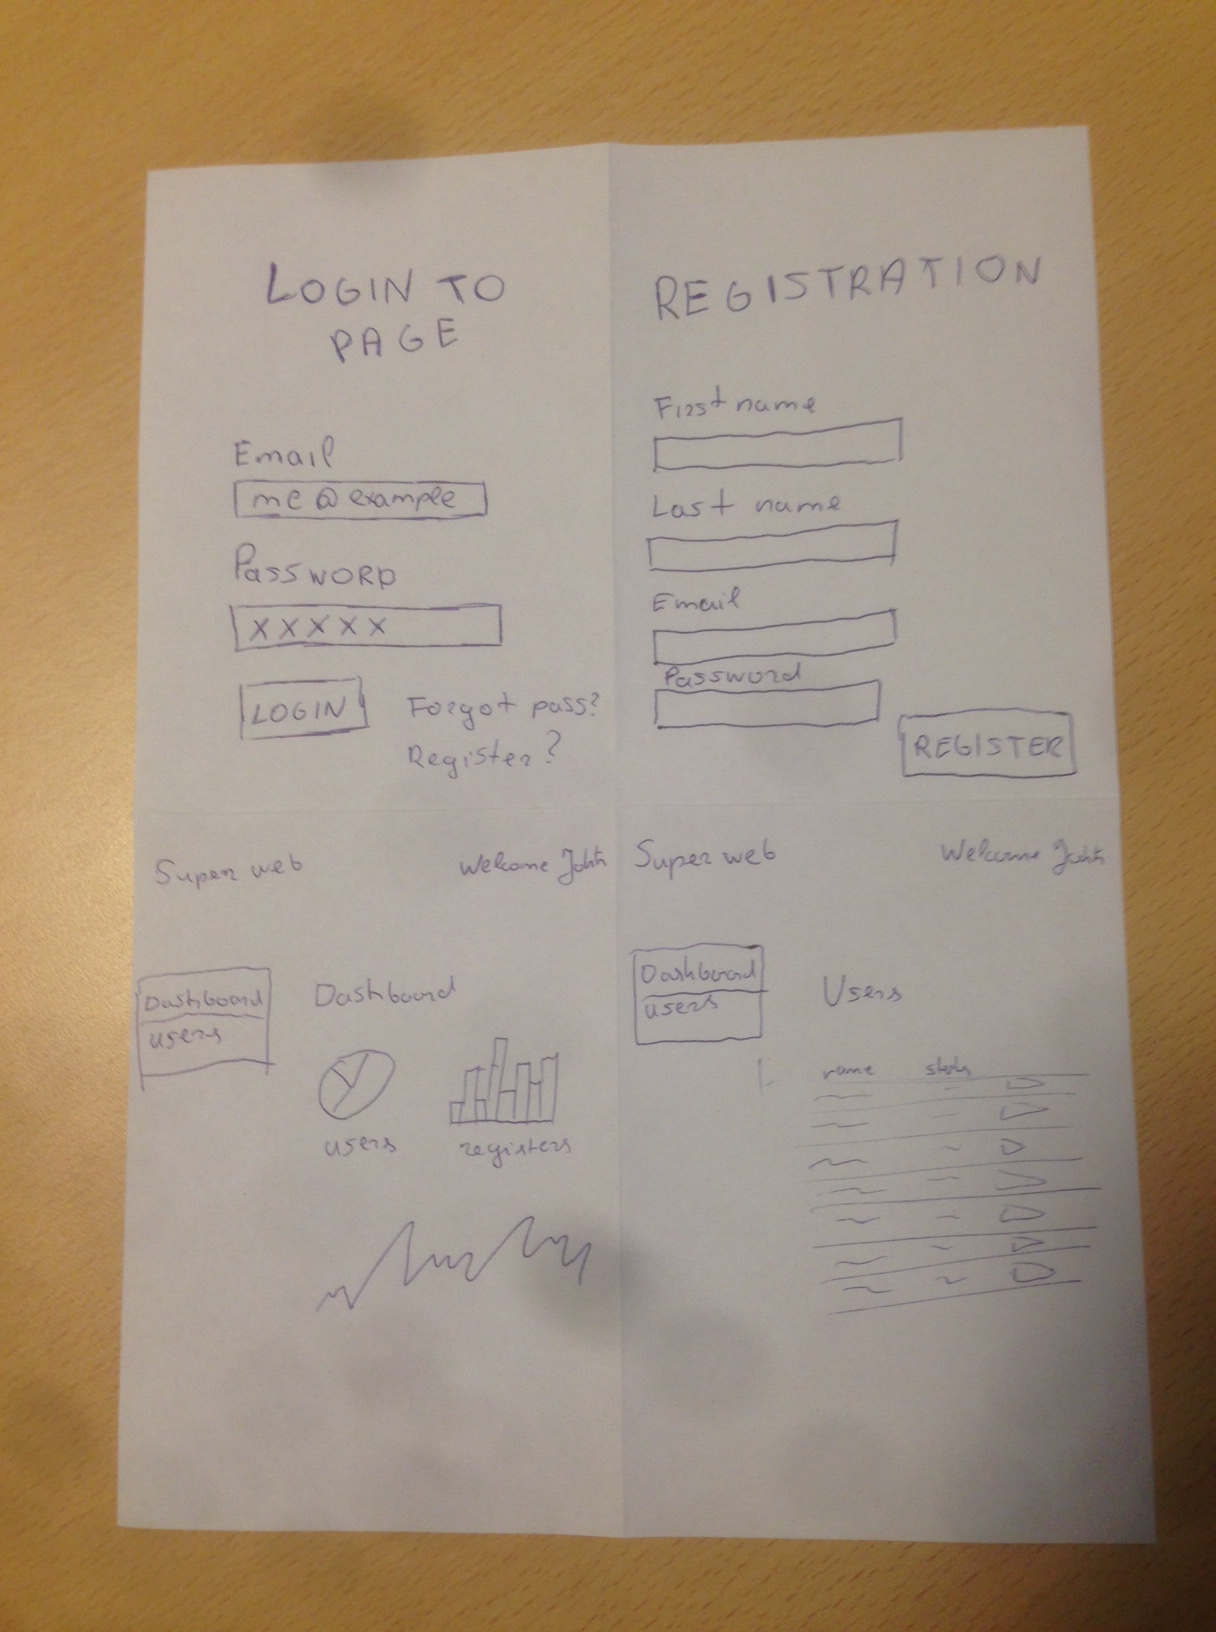 LOGIN TO
PAGE
Email
me@example
Password
XXXXX
LOGIN
Forgot pass?
Register?
REGISTRATION
First name
Last name
Email
Password
REGISTER
Super web
Welcome John
Dashboard
users
Dashboard
users
registers
Super web
Welcome John
Dashboard
users
Users
name